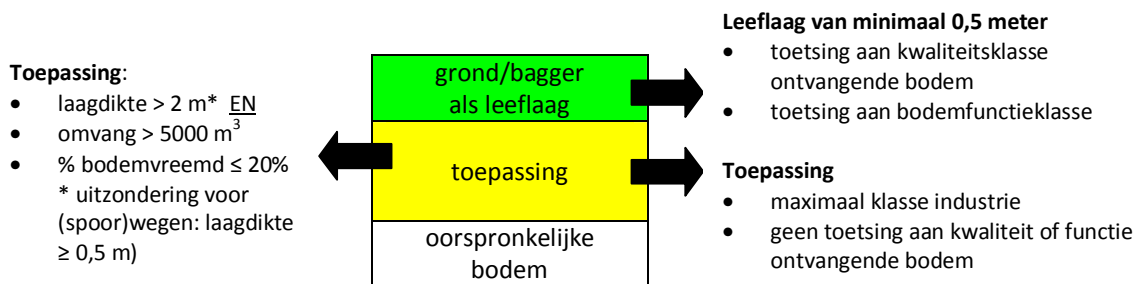 Toepassing:
• laagdikte > 2 m* EN
• omvang > 5000 m³
• % bodemvreemd ≤ 20%
* uitzondering voor
(spoor)wegen: laagdikte
≥ 0,5 m)
grond/bagger
als leeflaag
toepassing
oorspronkelijke
bodem
Leeflaag van minimaal 0,5 meter
• toetsing aan kwaliteitsklasse
ontvangende bodem
• toetsing aan bodemfunctieklasse
Toepassing
• maximaal klasse industrie
• geen toetsing aan kwaliteit of functie
ontvangende bodem